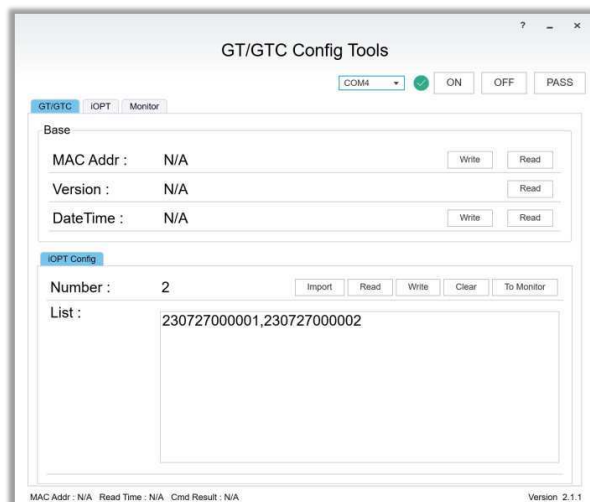 ? – ×
GT/GTC Config Tools
COM4 ON OFF PASS
GT/GTC iOPT Monitor
Base
MAC Addr : N/A Write Read
Version : N/A Read
DateTime : N/A Write Read
iOPT Config
Number : 2 Import Read Write Clear To Monitor
List : 230727000001,230727000002
MAC Addr : N/A Read Time : N/A Cmd Result : N/A Version 2.1.1